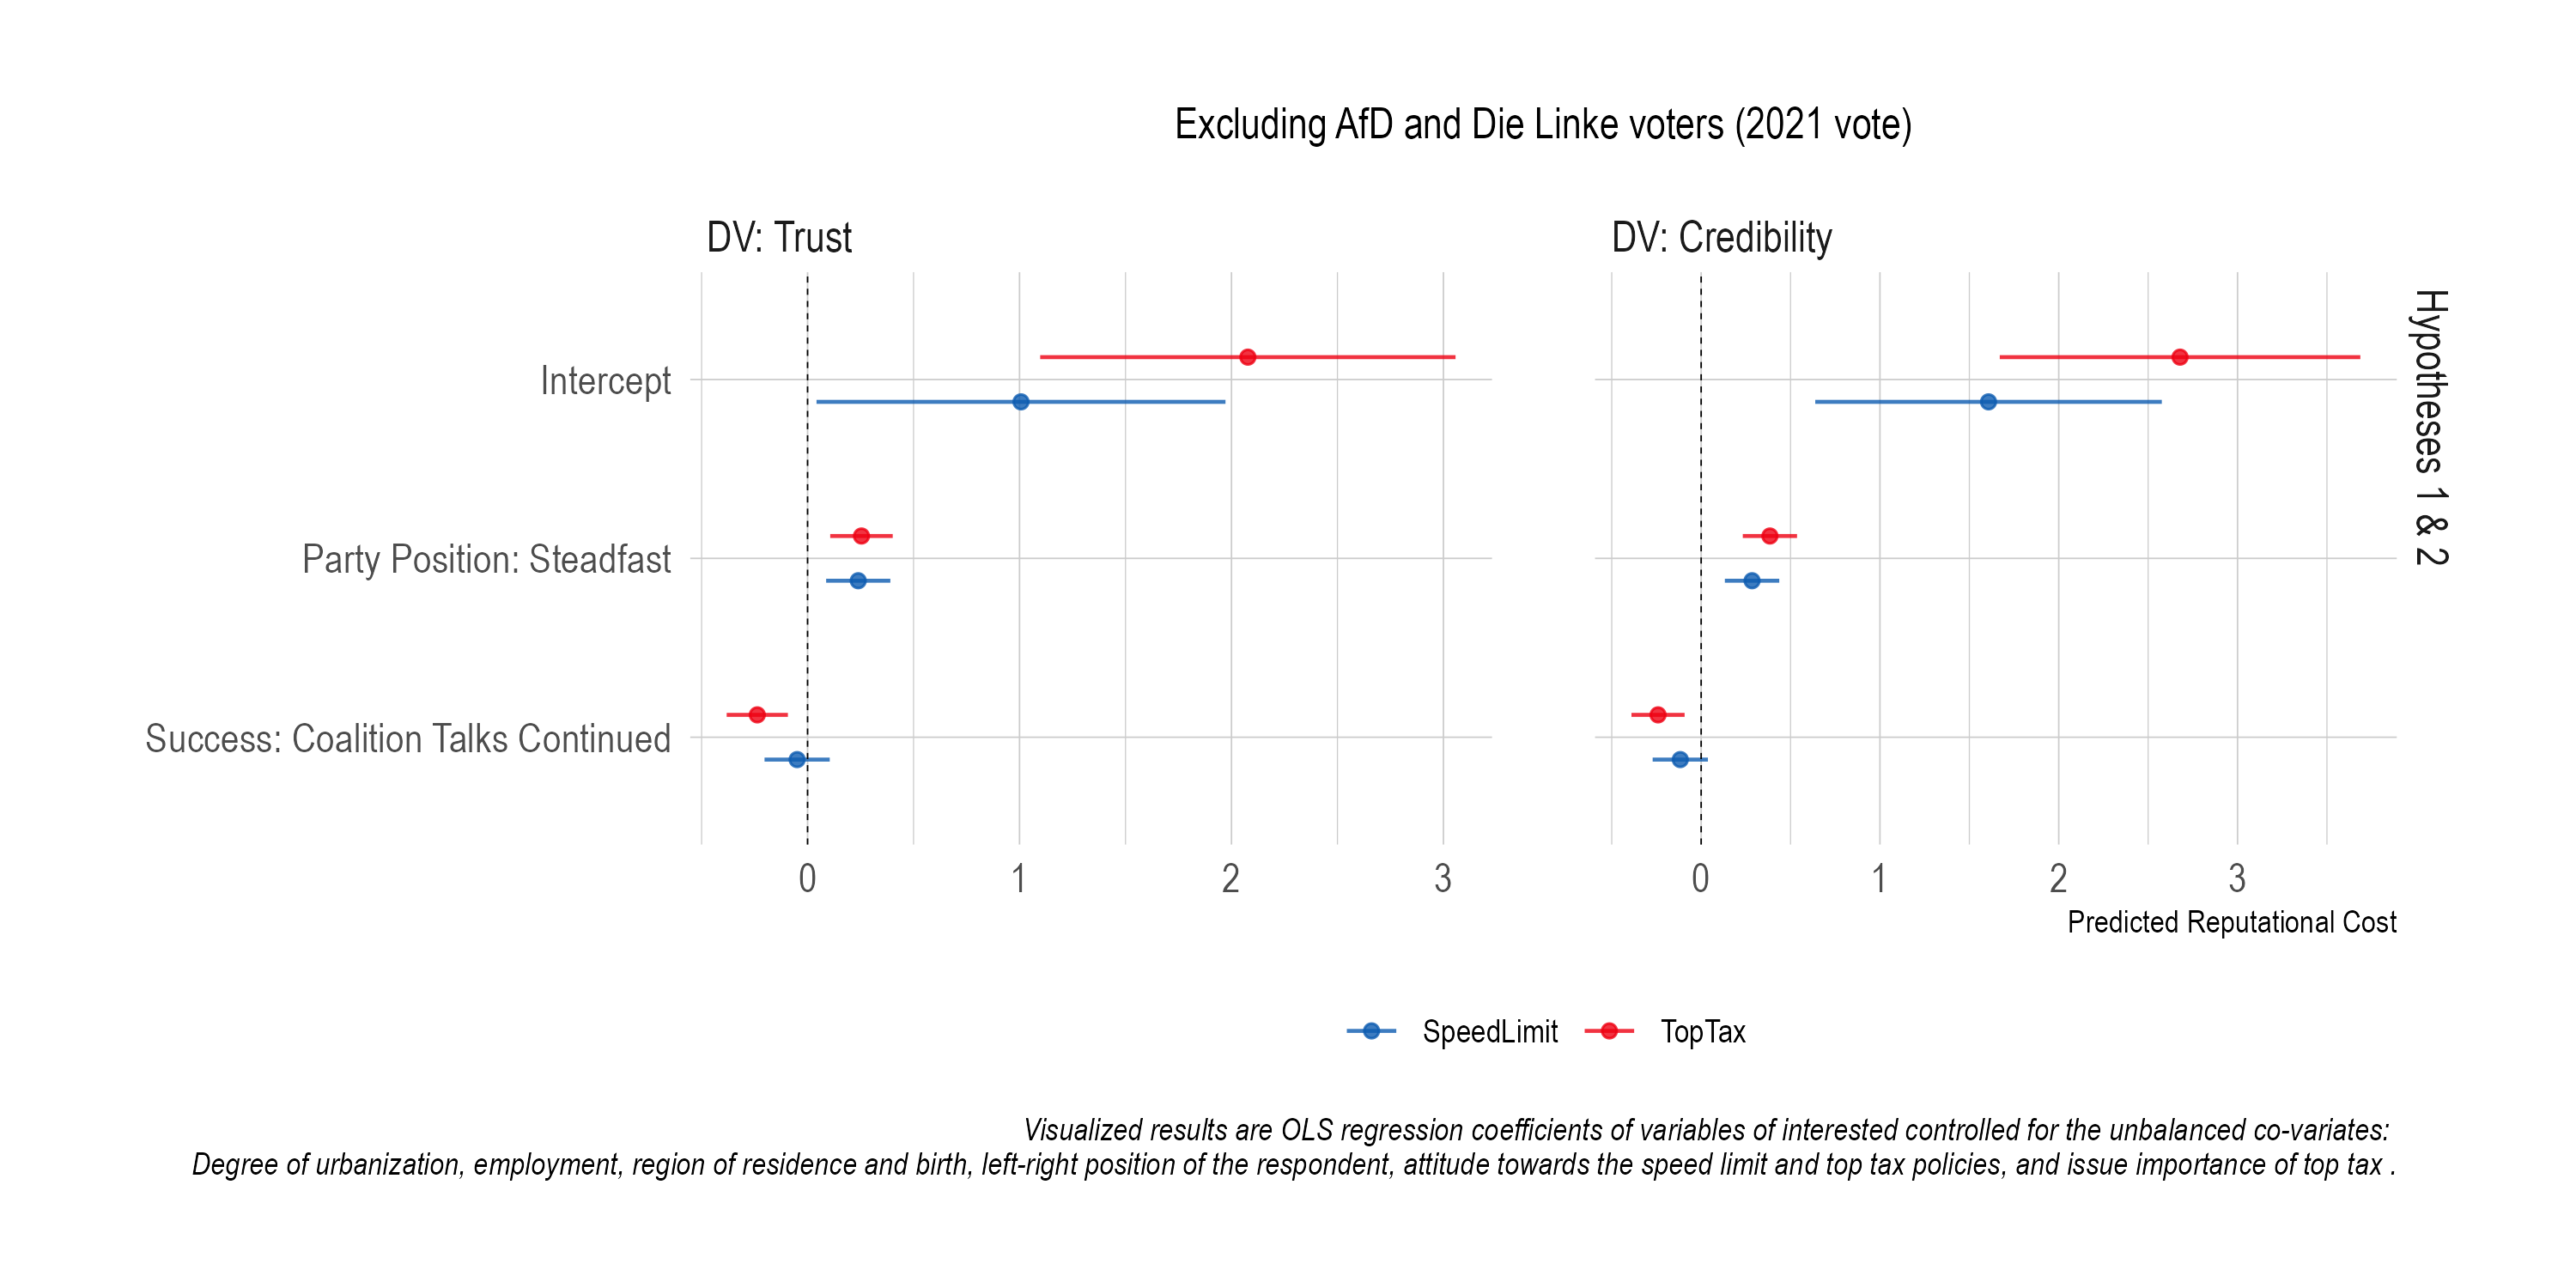 Excluding AfD and Die Linke voters (2021 vote)
DV: Trust
DV: Credibility
Hypotheses 1 & 2
Intercept
Party Position: Steadfast
Success: Coalition Talks Continued
0 1 2 3
0 1 2 3
Predicted Reputational Cost
SpeedLimit TopTax
Visualized results are OLS regression coefficients of variables of interested controlled for the unbalanced co-variates:
Degree of urbanization, employment, region of residence and birth, left-right position of the respondent, attitude towards the speed limit and top tax policies, and issue importance of top tax .